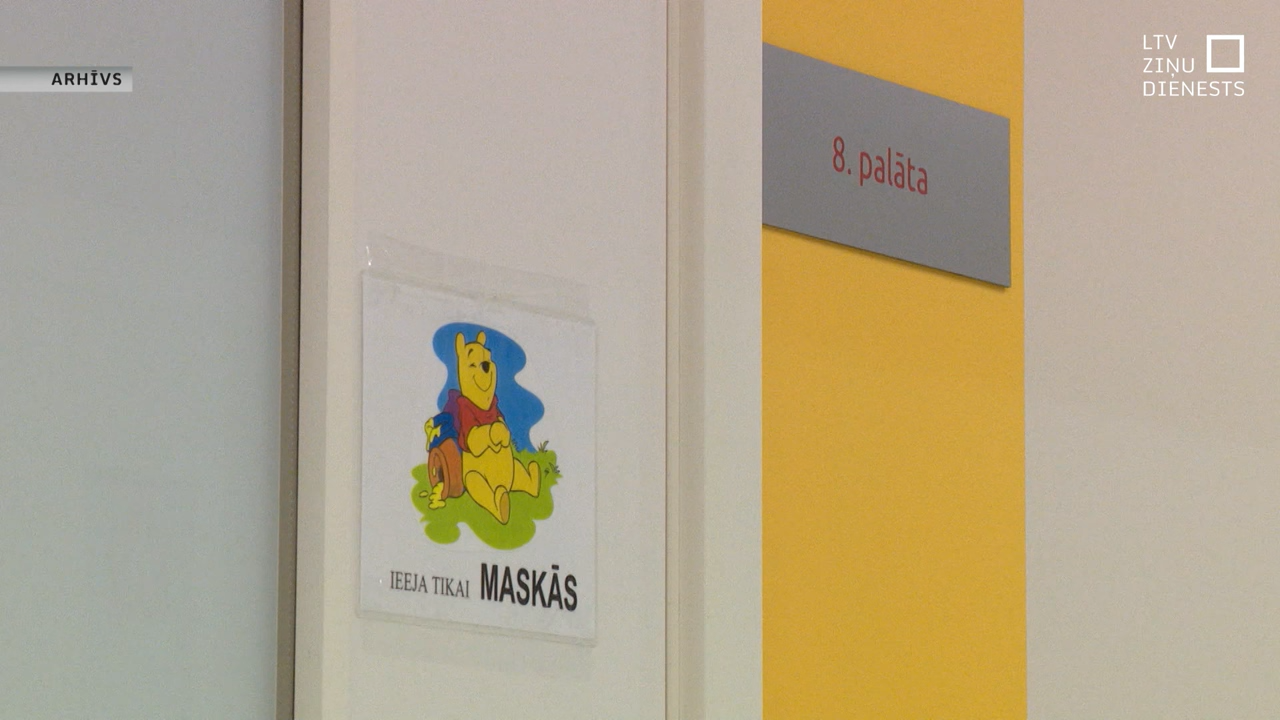 ARHĪVS
LTV
ZIŅU
DIENESTS
8. palāta
IEEJA TIKAI MASKĀS